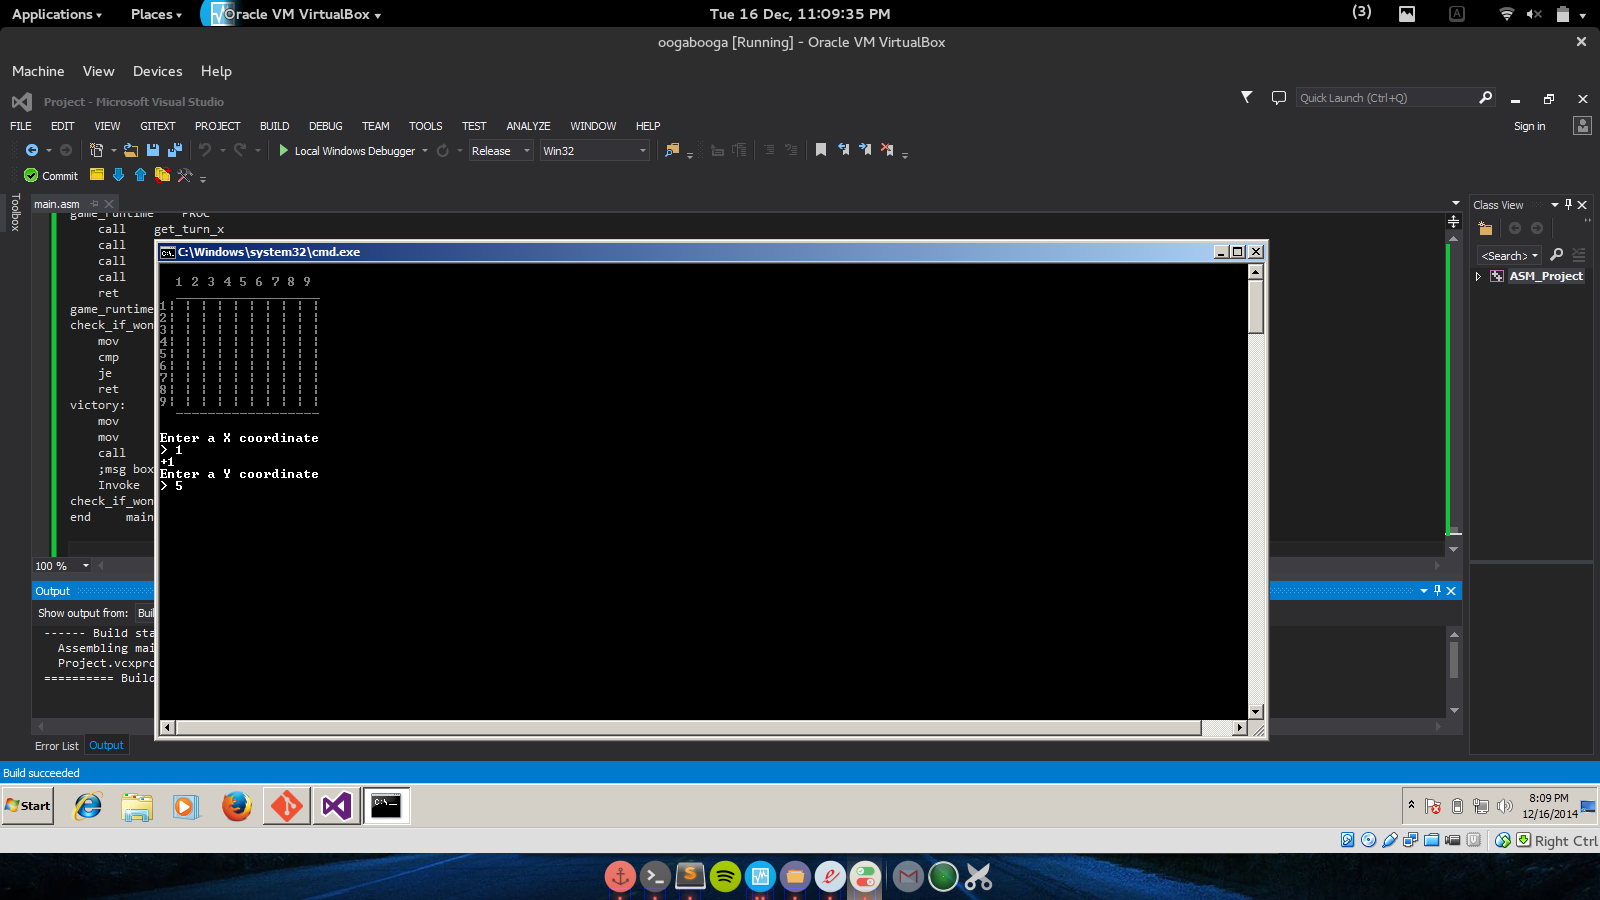 Applications Places Oracle VM VirtualBox Tue 16 Dec, 11:09:35 PM (3) A
oogabooga [Running] - Oracle VM VirtualBox
Machine View Devices Help
Project - Microsoft Visual Studio Quick Launch (Ctrl+Q)
FILE EDIT VIEW GITEXT PROJECT BUILD DEBUG TEAM TOOLS TEST ANALYZE WINDOW HELP Sign in
Local Windows Debugger Release Win32
Commit
Toolbox
main.asm
game_runtime PROC
call get_turn_x
call
call
call
ret
game_runtime
check_if_won
mov
cmp
je
ret
victory:
mov
mov
call
;msg box
Invoke
check_if_won
end main
100 %
C:\Windows\system32\cmd.exe
1 2 3 4 5 6 7 8 9
1
2
3
4
5
6
7
8
9
Enter a X coordinate
> 1
+1
Enter a Y coordinate
> 5
Class View
<Search>
ASM_Project
Output
Show output from: Buil
------ Build sta
Assembling mai
Project.vcxpro
========== Build
Error List Output
Build succeeded
Start
8:09 PM
12/16/2014
Right Ctrl